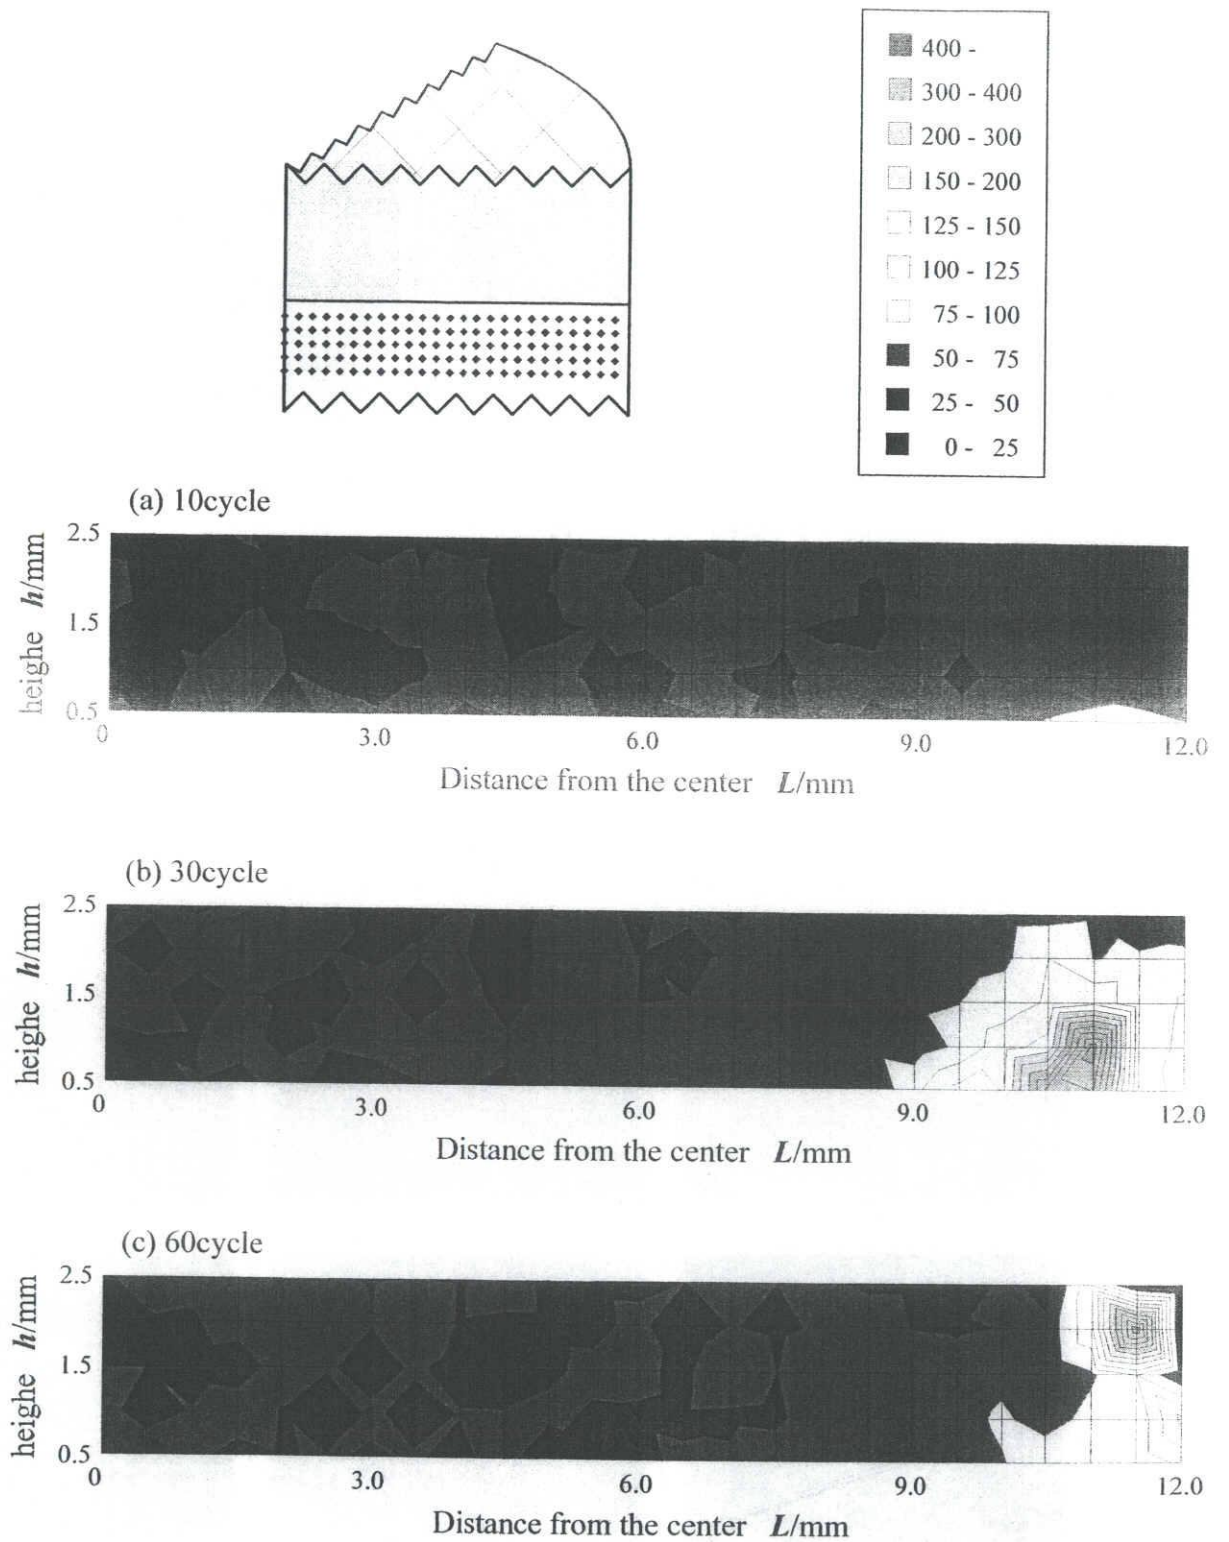 400 -
300 - 400
200 - 300
150 - 200
125 - 150
100 - 125
75 - 100
50 - 75
25 - 50
0 - 25
(a) 10cycle
2.5
1.5
0.5
heighe h/mm
0 3.0 6.0 9.0 12.0
Distance from the center L/mm
(b) 30cycle
2.5
1.5
0.5
heighe h/mm
0 3.0 6.0 9.0 12.0
Distance from the center L/mm
(c) 60cycle
2.5
1.5
0.5
heighe h/mm
0 3.0 6.0 9.0 12.0
Distance from the center L/mm